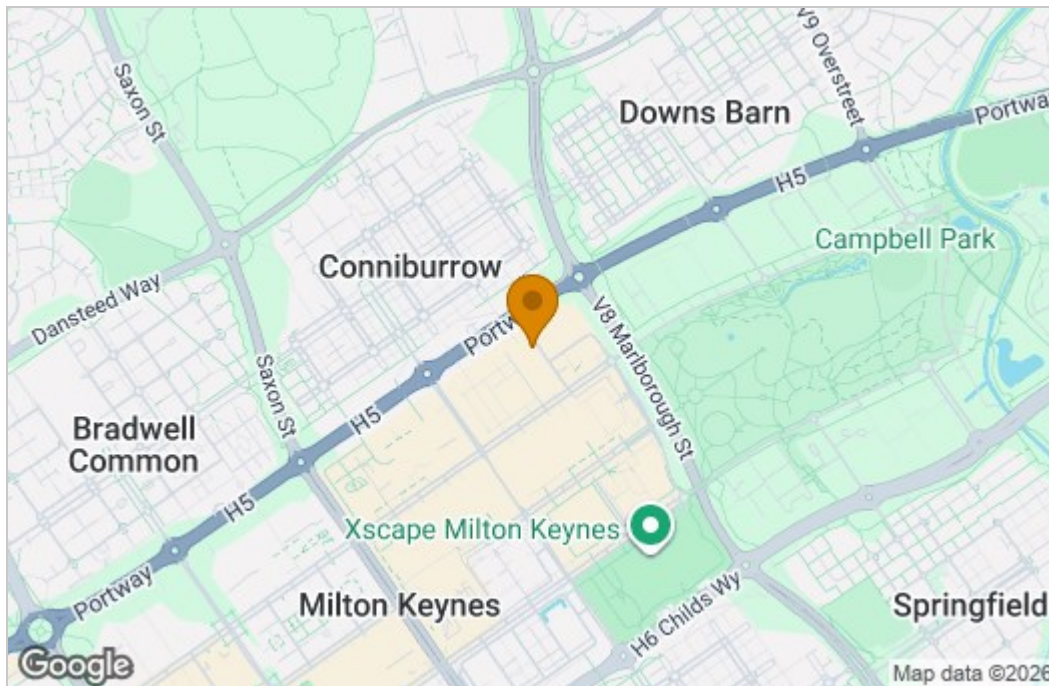 Saxon St
V9 Overstreet
Downs Barn
Portwa
H5
Campbell Park
Conniburrow
Dansteed Way
Portw
V8 Marlborough St
Saxon St
H5
Bradwell
Common
H5
Xscape Milton Keynes
Portway
Milton Keynes
H6 Childs Wy
Springfield
Google
Map data ©2026